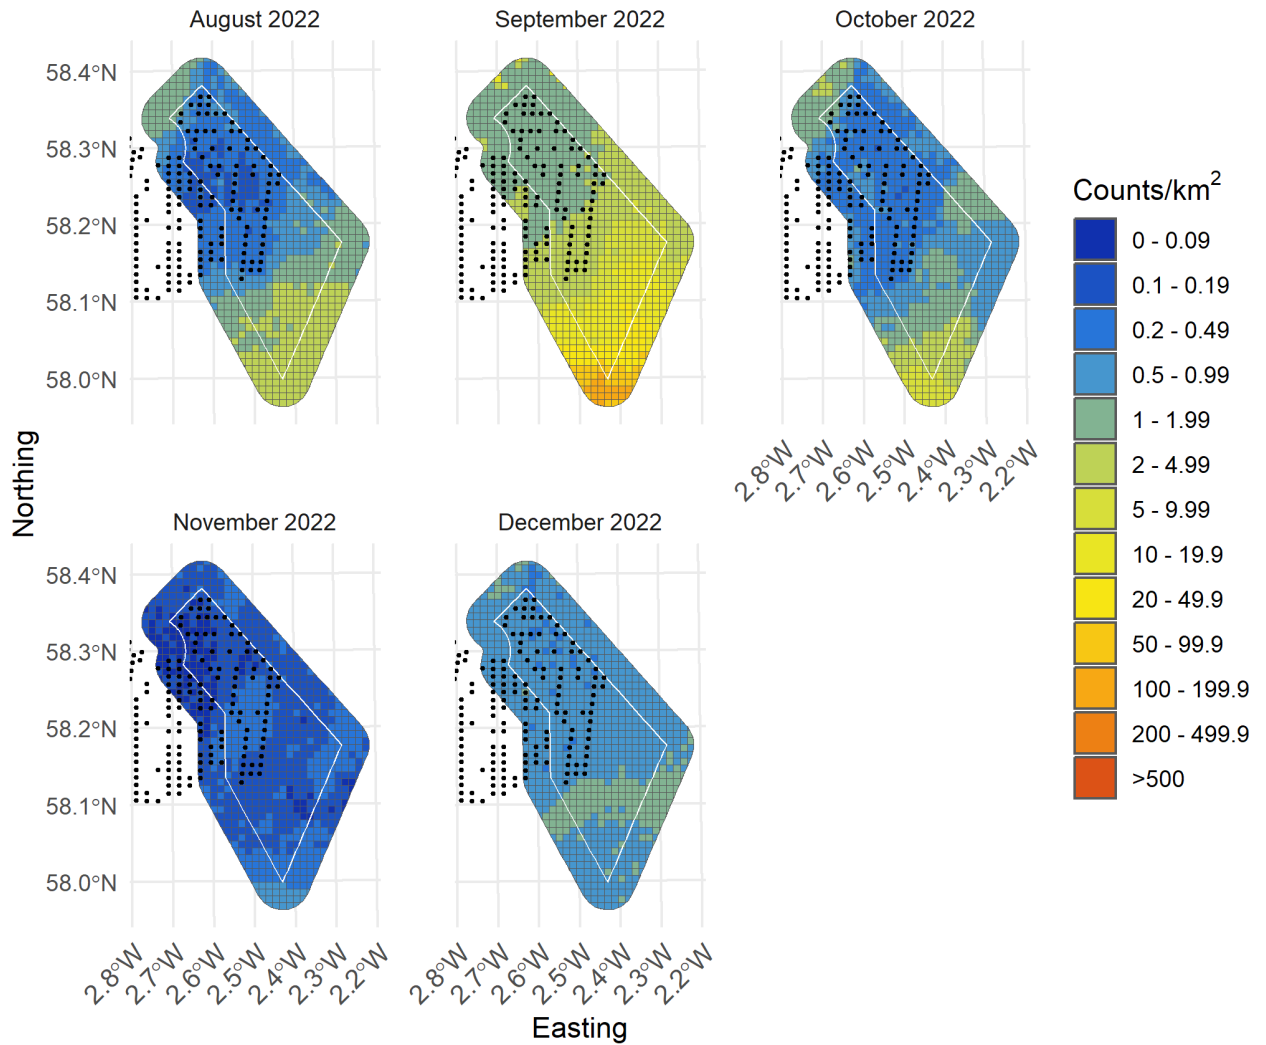 August 2022
September 2022
October 2022
58.4°N
58.3°N
58.2°N
58.1°N
58.0°N
2.8°W
2.7°W
2.6°W
2.5°W
2.4°W
2.3°W
2.2°W
Counts/km²
0 - 0.09
0.1 - 0.19
0.2 - 0.49
0.5 - 0.99
1 - 1.99
2 - 4.99
5 - 9.99
10 - 19.9
20 - 49.9
50 - 99.9
100 - 199.9
200 - 499.9
>500
Northing
November 2022
December 2022
58.4°N
58.3°N
58.2°N
58.1°N
58.0°N
2.8°W
2.7°W
2.6°W
2.5°W
2.4°W
2.3°W
2.2°W
2.8°W
2.7°W
2.6°W
2.5°W
2.4°W
2.3°W
2.2°W
Easting